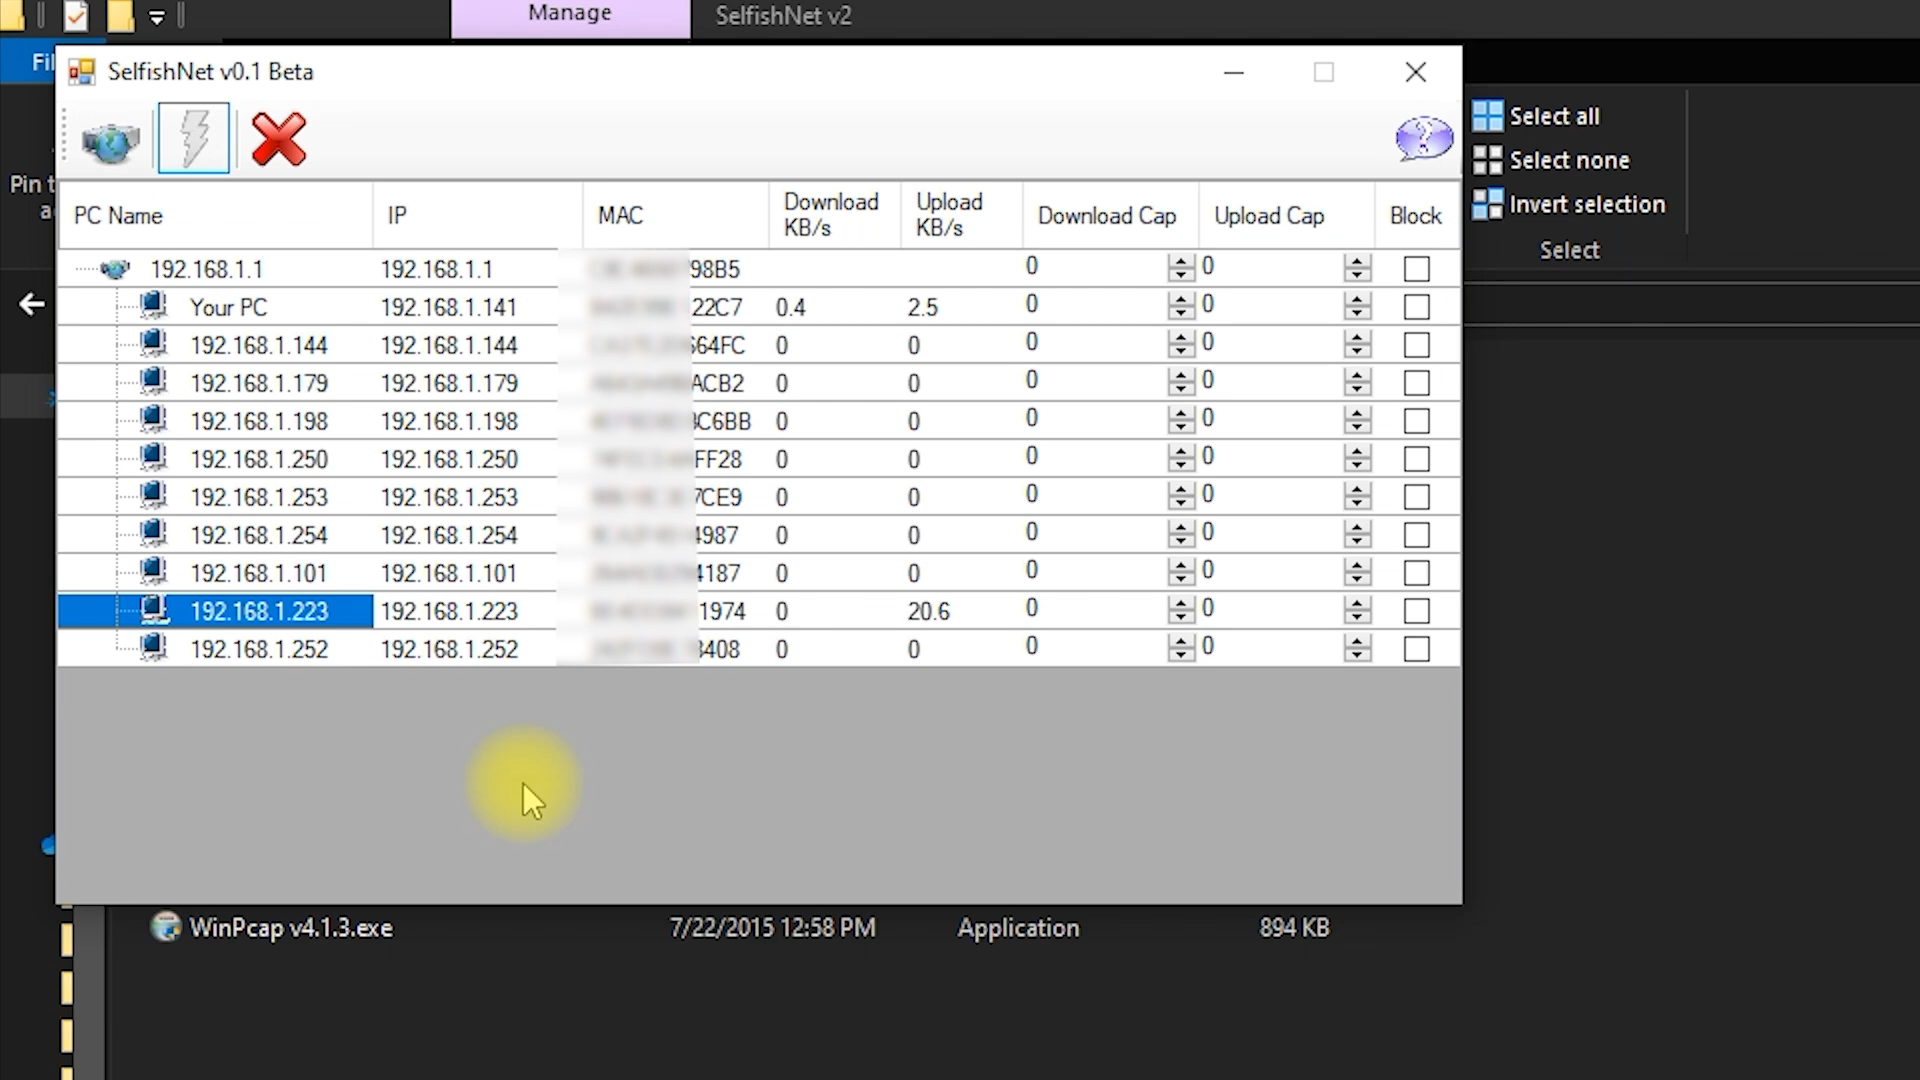 Manage
SelfishNet v2
SelfishNet v0.1 Beta
Select all
Select none
Invert selection
Select
PC Name IP MAC Download KB/s Upload KB/s Download Cap Upload Cap Block
192.168.1.1 192.168.1.1 98B5 0 0
Your PC 192.168.1.141 22C7 0.4 2.5 0 0
192.168.1.144 192.168.1.144 664FC 0 0 0 0
192.168.1.179 192.168.1.179 ACB2 0 0 0 0
192.168.1.198 192.168.1.198 C6BB 0 0 0 0
192.168.1.250 192.168.1.250 FF28 0 0 0 0
192.168.1.253 192.168.1.253 7CE9 0 0 0 0
192.168.1.254 192.168.1.254 4987 0 0 0 0
192.168.1.101 192.168.1.101 4187 0 0 0 0
192.168.1.223 192.168.1.223 1974 0 20.6 0 0
192.168.1.252 192.168.1.252 8408 0 0 0 0
Fil
Pin t
a
WinPcap v4.1.3.exe 7/22/2015 12:58 PM Application 894 KB